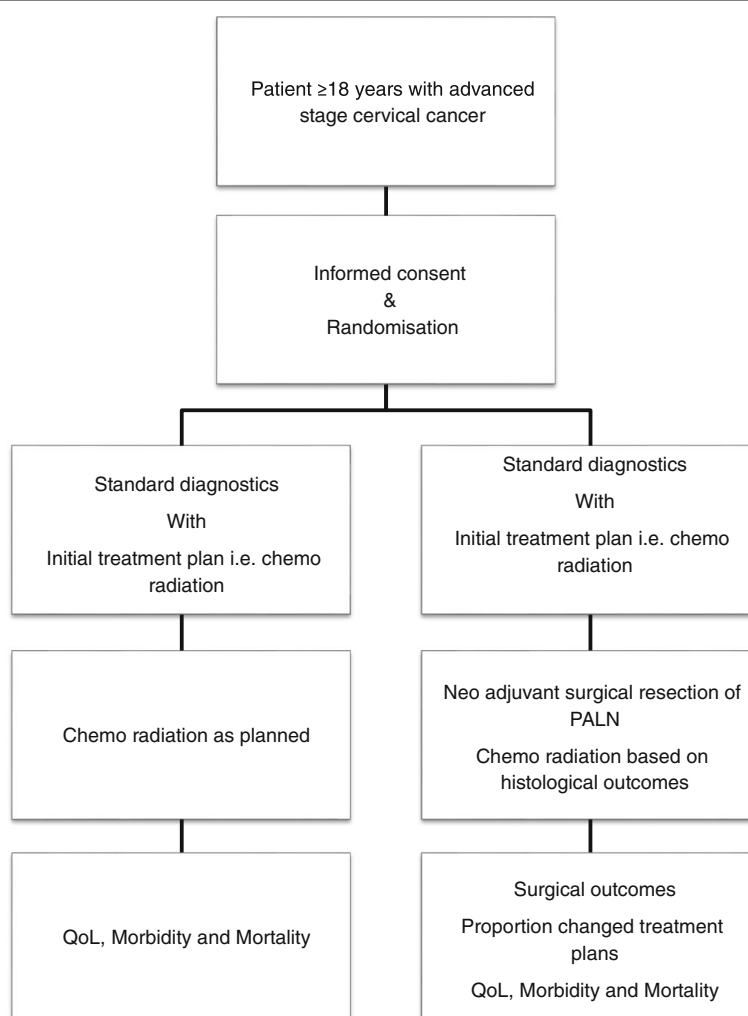 Patient ≥18 years with advanced
stage cervical cancer
Informed consent
&
Randomisation
Standard diagnostics
With
Initial treatment plan i.e. chemo
radiation
Standard diagnostics
With
Initial treatment plan i.e. chemo
radiation
Chemo radiation as planned
Neo adjuvant surgical resection of
PALN
Chemo radiation based on
histological outcomes
QoL, Morbidity and Mortality
Surgical outcomes
Proportion changed treatment
plans
QoL, Morbidity and Mortality